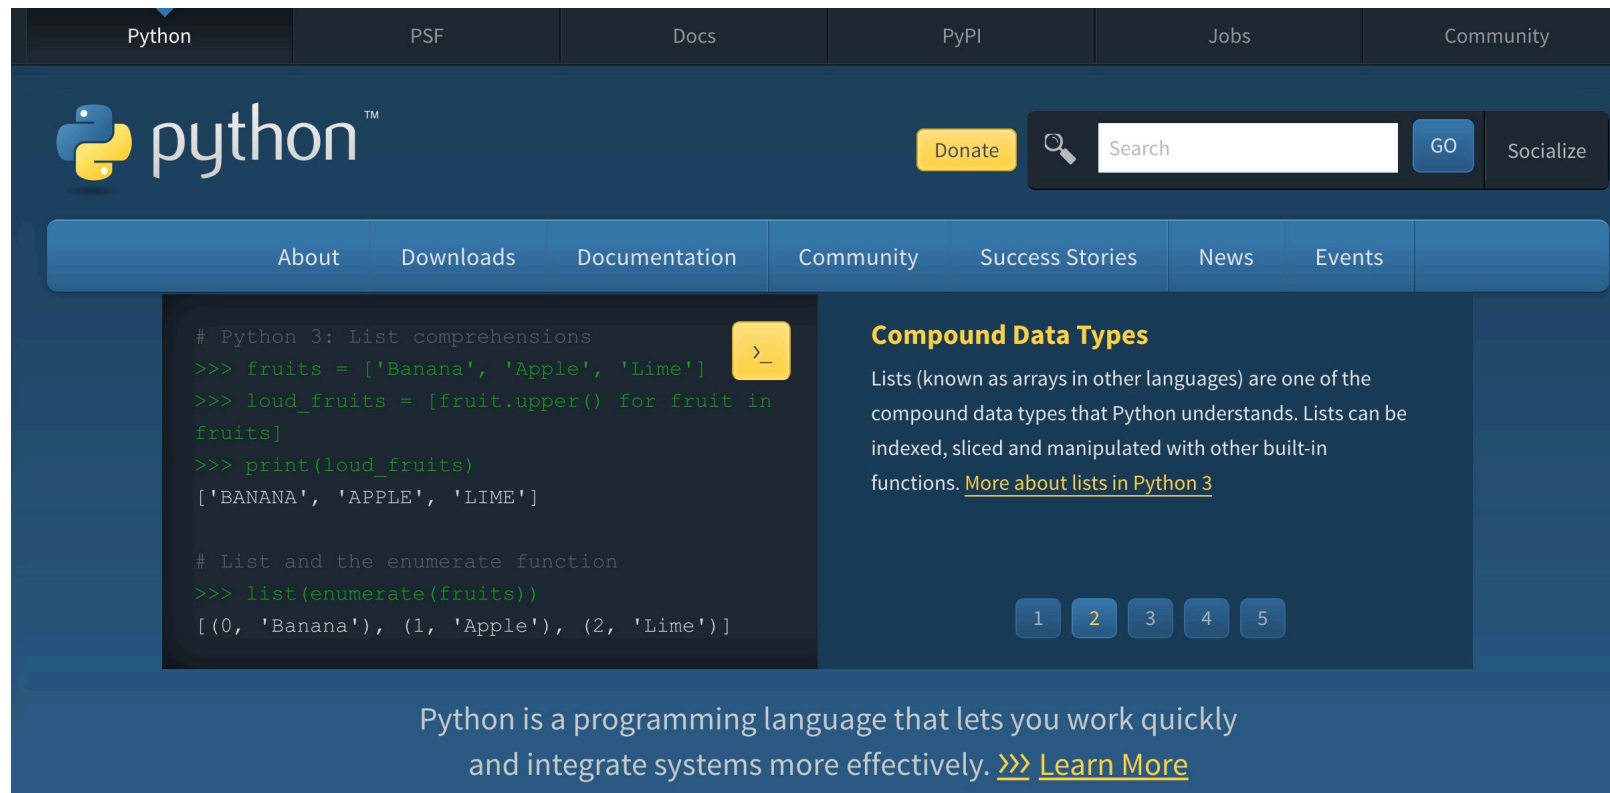 Python PSF Docs PyPI Jobs Community
python™
Donate Search GO Socialize
About Downloads Documentation Community Success Stories News Events
# Python 3: List comprehensions
>>> fruits = ['Banana', 'Apple', 'Lime']
>>> loud_fruits = [fruit.upper() for fruit in
fruits]
>>> print(loud_fruits)
['BANANA', 'APPLE', 'LIME']
# List and the enumerate function
>>> list(enumerate(fruits))
[(0, 'Banana'), (1, 'Apple'), (2, 'Lime')]
>_
Compound Data Types
Lists (known as arrays in other languages) are one of the
compound data types that Python understands. Lists can be
indexed, sliced and manipulated with other built-in
functions. More about lists in Python 3
1 2 3 4 5
Python is a programming language that lets you work quickly
and integrate systems more effectively. >>> Learn More